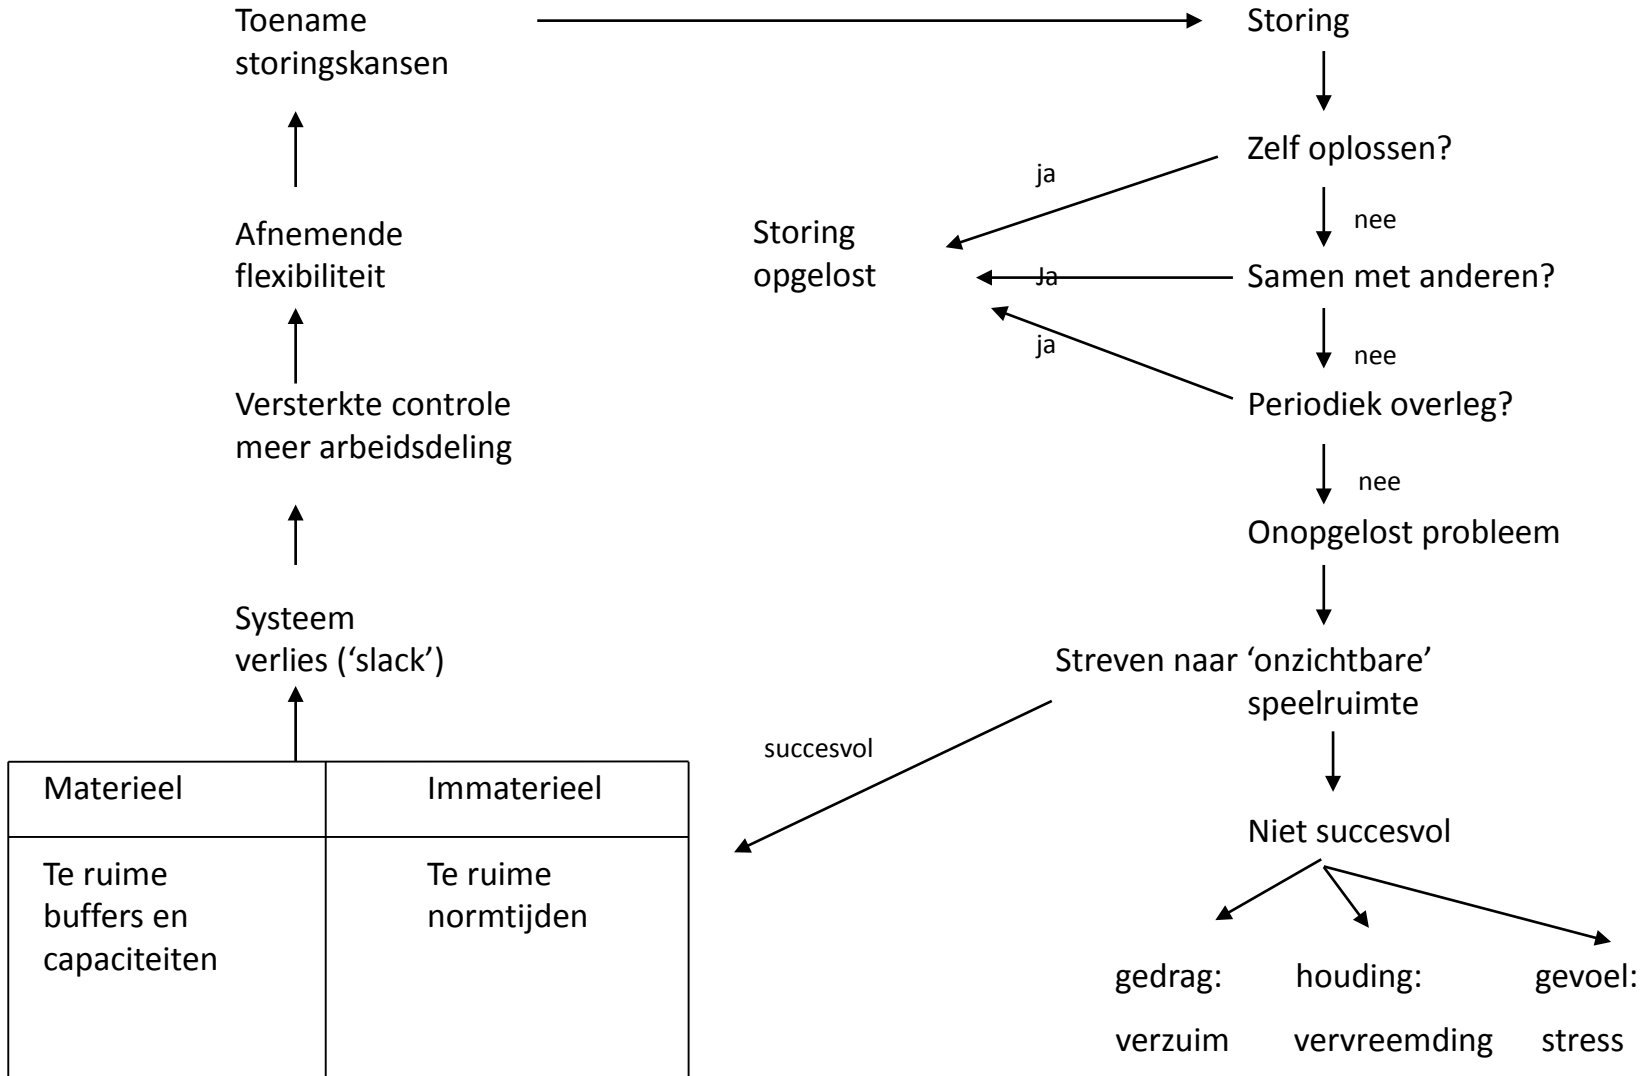 Toename
storingskansen
Storing
Zelf oplossen?
ja
nee
Afnemende
flexibiliteit
Storing
opgelost
Ja
Samen met anderen?
ja
nee
Versterkte controle
meer arbeidsdeling
Periodiek overleg?
nee
Onopgelost probleem
Systeem
verlies (‘slack’)
Streven naar ‘onzichtbare’
speelruimte
succesvol
Materieel
Immaterieel
Niet succesvol
Te ruime
buffers en
capaciteiten
Te ruime
normtijden
gedrag:
houding:
gevoel:
verzuim
vervreemding
stress